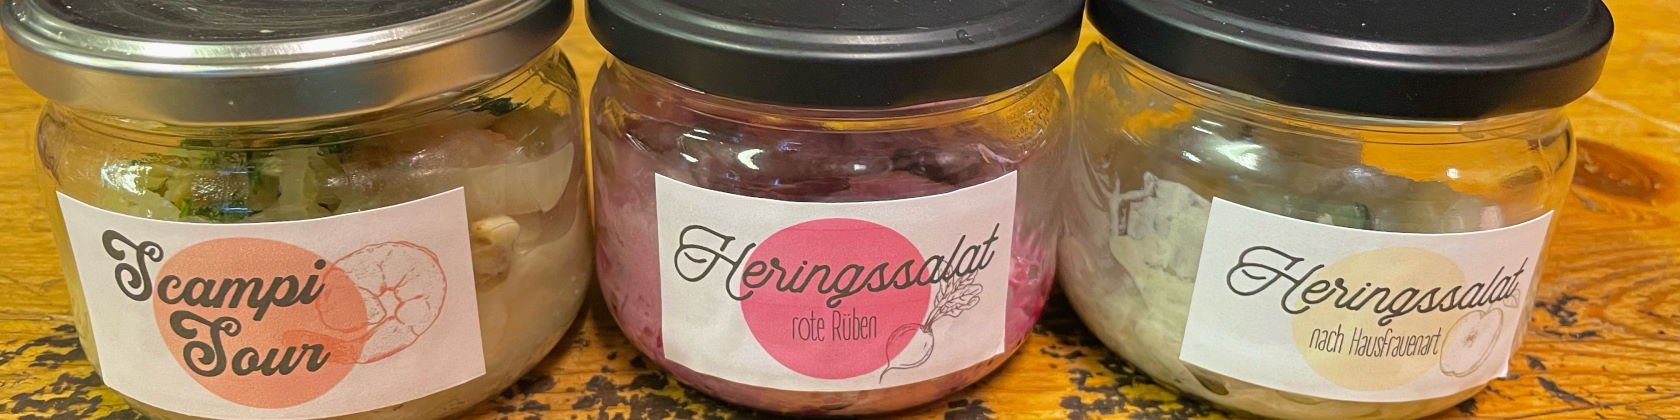 Scampi
Sour
Heringssalat
rote Rüben
Heringssalat
nach Hausfrauenart